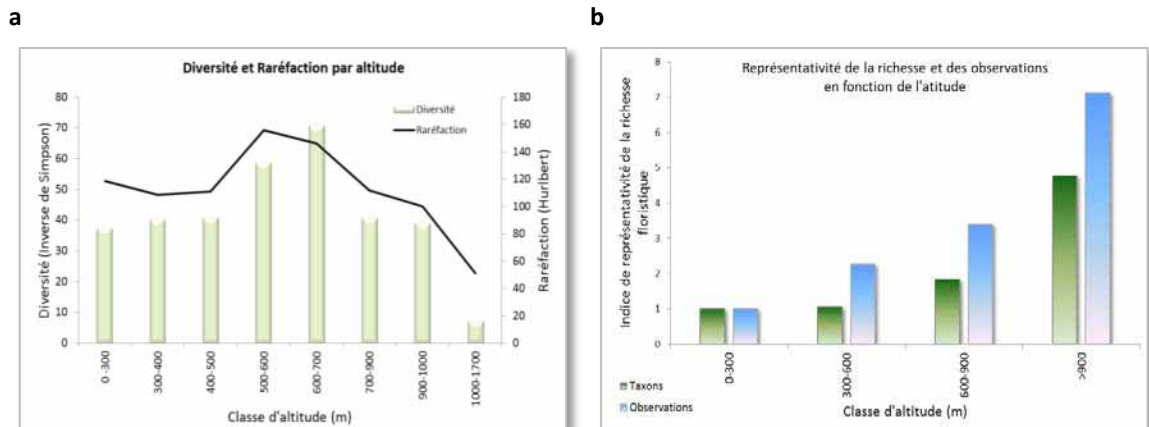 a
b
Diversité et Raréfaction par altitude
Diversité (Inverse de Simpson)
80
70
60
50
40
30
20
10
0
Diversité
Raréfaction
180
160
140
120
100
80
60
40
20
0
Raréfaction (Hurlbert)
0 -300
300-400
400-500
500-600
600-700
700-900
900-1000
1000-1700
Classe d'altitude (m)
Représentativité de la richesse et des observations
en fonction de l'atitude
Indice de représentativité de la richesse
floristique
8
7
6
5
4
3
2
1
0
0-300
300-600
600-900
>900
Taxons
Observations
Classe d'altitude (m)